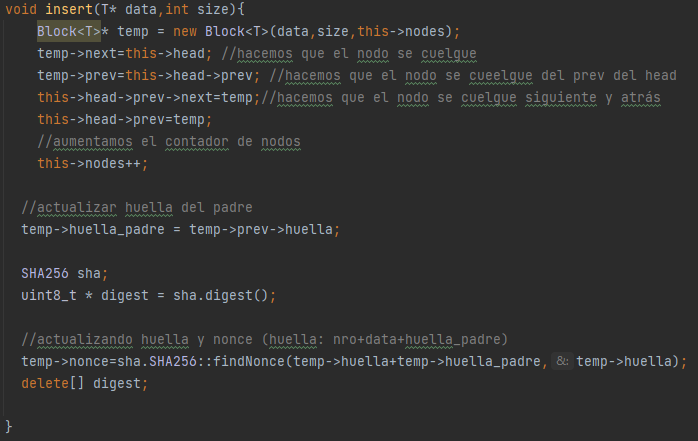 void insert(T* data,int size){
Block<T>* temp = new Block<T>(data,size,this->nodes);
temp->next=this->head; //hacemos que el nodo se cuelgue
temp->prev=this->head->prev; //hacemos que el nodo se cueelgue del prev del head
this->head->prev->next=temp;//hacemos que el nodo se cuelgue siguiente y atrás
this->head->prev=temp;
//aumentamos el contador de nodos
this->nodes++;
//actualizar huella del padre
temp->huella_padre = temp->prev->huella;
SHA256 sha;
uint8_t * digest = sha.digest();
//actualizando huella y nonce (huella: nro+data+huella_padre)
temp->nonce=sha.SHA256::findNonce(temp->huella+temp->huella_padre, &: temp->huella);
delete[] digest;
}